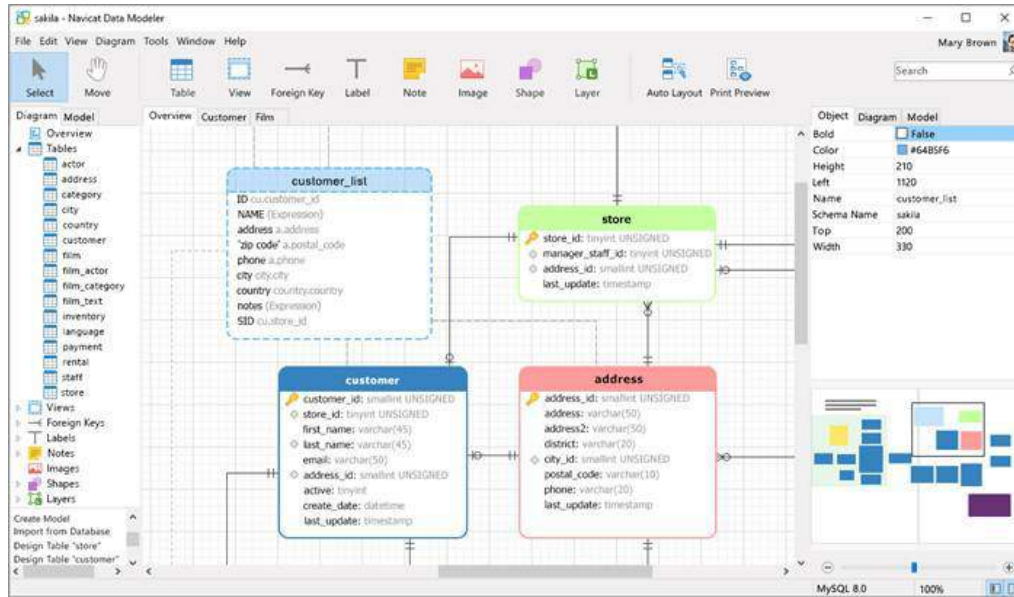 sakila - Navicat Data Modeler
File Edit View Diagram Tools Window Help
Mary Brown
Select
Move
Table
View
Foreign Key
Label
Note
Image
Shape
Layer
Auto Layout
Print Preview
Search
Diagram Model
Overview
Tables
actor
address
category
city
country
customer
film
film_actor
film_category
film_text
inventory
language
payment
rental
staff
store
Views
Foreign Keys
Labels
Notes
Images
Shapes
Layers
Create Model
Import from Database
Design Table "store"
Design Table "customer"
Overview Customer Film
customer_list
ID cu.customer_id
NAME (Expression)
address a.address
'zip code' a.postal_code
phone a.phone
city city.city
country country.country
notes (Expression)
SID cu.store_id
store
store_id: tinyint UNSIGNED
manager_staff_id: tinyint UNSIGNED
address_id: smallint UNSIGNED
last_update: timestamp
customer
customer_id: smallint UNSIGNED
store_id: tinyint UNSIGNED
first_name: varchar(45)
last_name: varchar(45)
email: varchar(50)
address_id: smallint UNSIGNED
active: tinyint
create_date: datetime
last_update: timestamp
address
address_id: smallint UNSIGNED
address: varchar(50)
address2: varchar(50)
district: varchar(20)
city_id: smallint UNSIGNED
postal_code: varchar(10)
phone: varchar(20)
last_update: timestamp
Object Diagram Model
Bold False
Color #64B5F6
Height 210
Left 1120
Name customer_list
Schema Name sakila
Top 200
Width 330
MySQL 8.0 100%